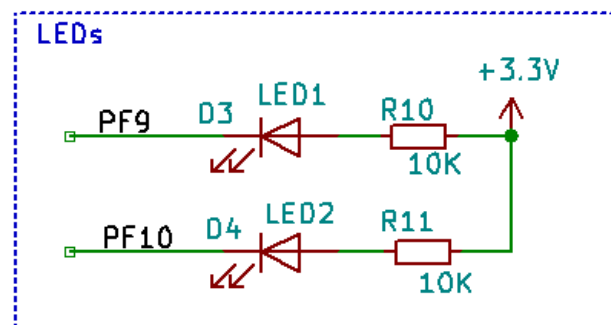 LEDs
+3.3V
PF9
D3
LED1
R10
10K
PF10
D4
LED2
R11
10K